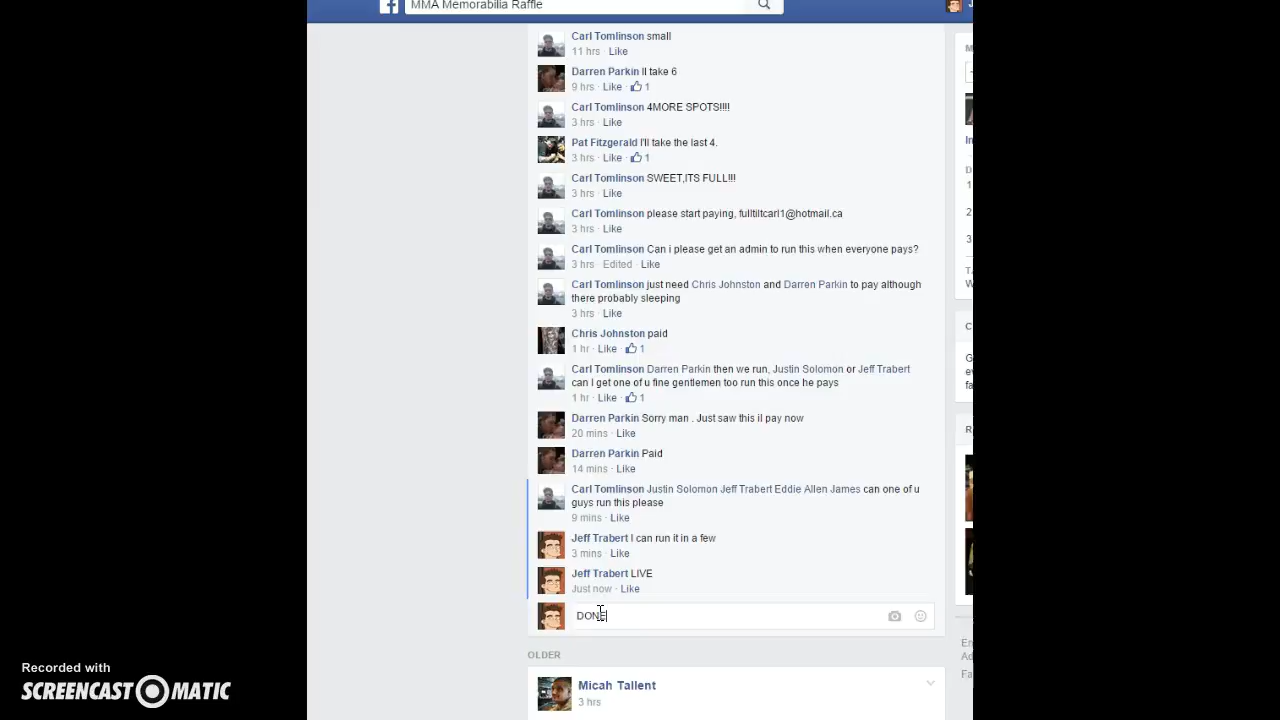 MMA Memorabilia Raffle
Carl Tomlinson small
11 hrs · Like
Darren Parkin Il take 6
9 hrs · Like · 1
Carl Tomlinson 4MORE SPOTS!!!!
3 hrs · Like
Pat Fitzgerald I'll take the last 4.
3 hrs · Like · 1
Carl Tomlinson SWEET,ITS FULL!!!
3 hrs · Like
Carl Tomlinson please start paying, fulltiltcarl1@hotmail.ca
3 hrs · Like
Carl Tomlinson Can i please get an admin to run this when everyone pays?
3 hrs · Edited · Like
Carl Tomlinson just need Chris Johnston and Darren Parkin to pay although
there probably sleeping
3 hrs · Like
Chris Johnston paid
1 hr · Like · 1
Carl Tomlinson Darren Parkin then we run, Justin Solomon or Jeff Trabert
can I get one of u fine gentlemen too run this once he pays
1 hr · Like · 1
Darren Parkin Sorry man . Just saw this il pay now
20 mins · Like
Darren Parkin Paid
14 mins · Like
Carl Tomlinson Justin Solomon Jeff Trabert Eddie Allen James can one of u
guys run this please
9 mins · Like
Jeff Trabert I can run it in a few
3 mins · Like
Jeff Trabert LIVE
Just now · Like
DONE
OLDER
Micah Tallent
3 hrs
Recorded with
SCREENCAST O MATIC